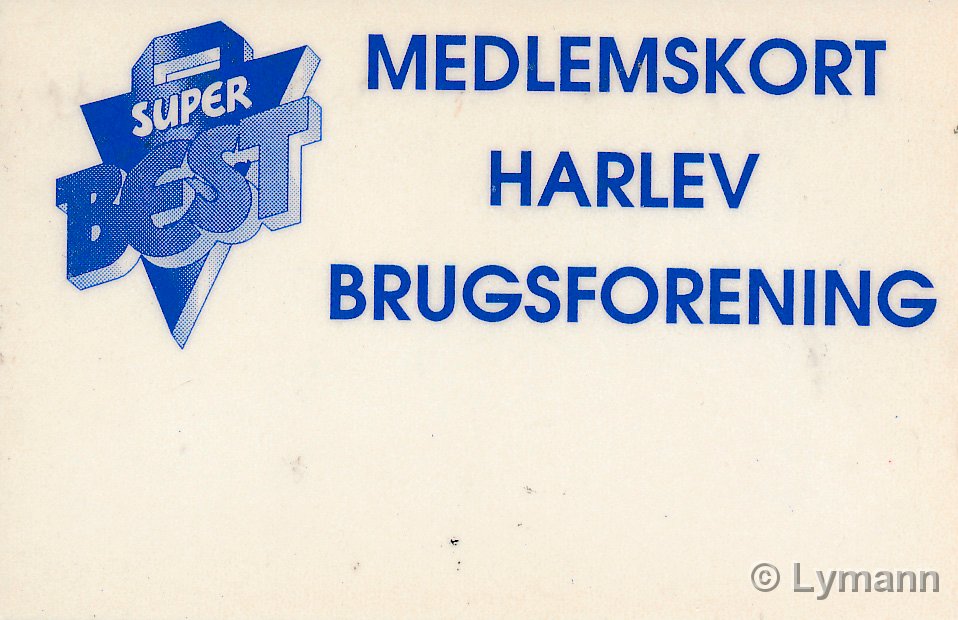 SUPER
BEST
MEDLEMSKORT
HARLEV
BRUGSFORENING
© Lymann